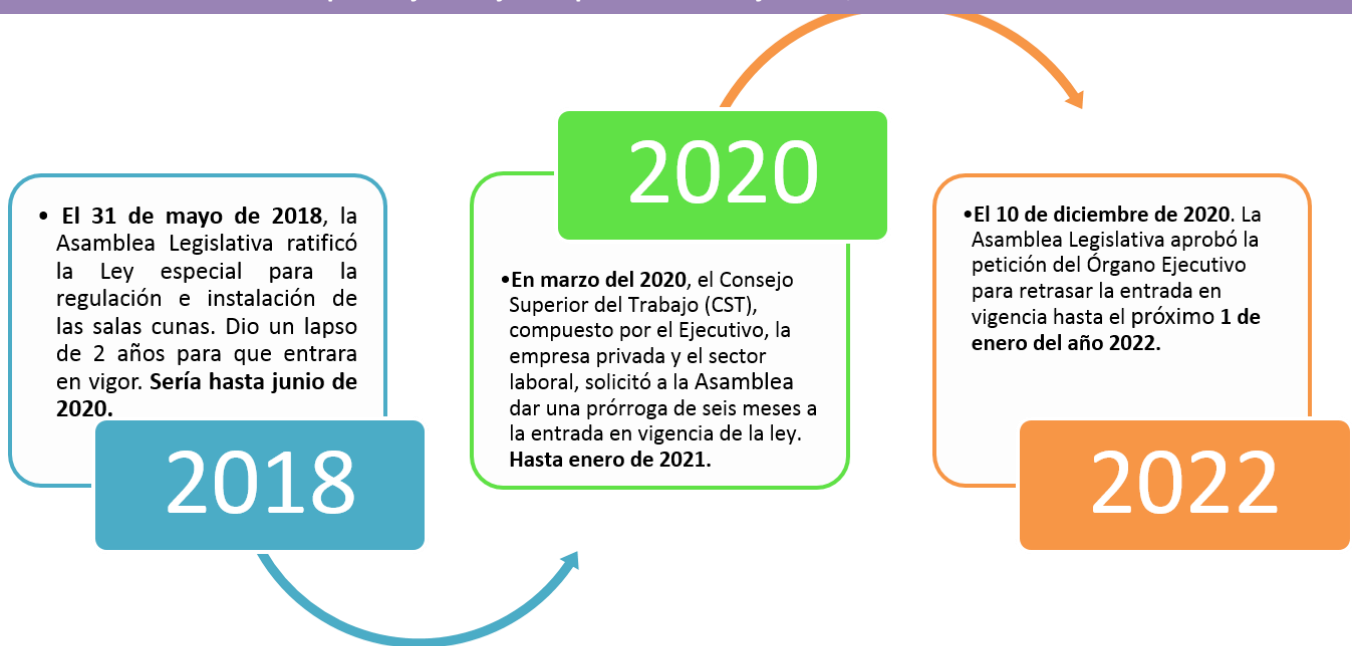 • El 31 de mayo de 2018, la
Asamblea Legislativa ratificó
la Ley especial para la
regulación e instalación de
las salas cunas. Dio un lapso
de 2 años para que entrara
en vigor. Sería hasta junio de
2020.
2018
2020
•En marzo del 2020, el Consejo
Superior del Trabajo (CST),
compuesto por el Ejecutivo, la
empresa privada y el sector
laboral, solicitó a la Asamblea
dar una prórroga de seis meses a
la entrada en vigencia de la ley.
Hasta enero de 2021.
•El 10 de diciembre de 2020. La
Asamblea Legislativa aprobó la
petición del Órgano Ejecutivo
para retrasar la entrada en
vigencia hasta el próximo 1 de
enero del año 2022.
2022